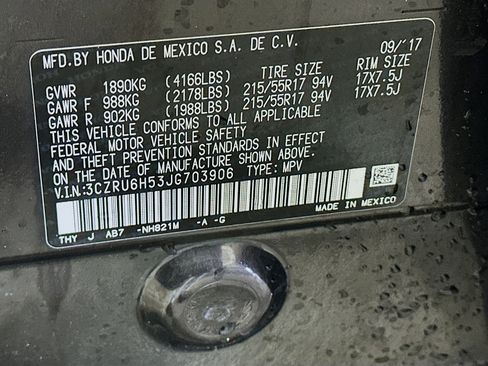 MFD.BY HONDA DE MEXICO S.A. DE C.V. 09/'17
TIRE SIZE RIM SIZE
GVWR 1890KG (4166LBS)
GAWR F 988KG (2178LBS) 215/55R17 94V 17X7.5J
GAWR R 902KG (1988LBS) 215/55R17 94V 17X7.5J
THIS VEHICLE CONFORMS TO ALL APPLICABLE
FEDERAL MOTOR VEHICLE SAFETY
AND THEFT PREVENTION STANDARDS IN EFFECT
ON THE DATE OF MANUFACTURE SHOWN ABOVE.
V.I.N:3CZRU6H53JG703906 TYPE: MPV
THY J AB7 -NH821M -A -G MADE IN MEXICO